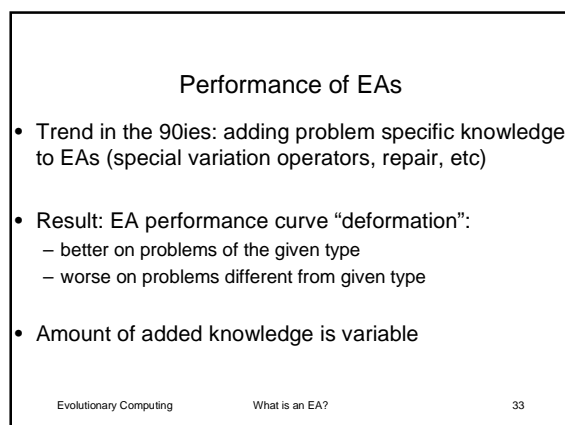 Performance of EAs
• Trend in the 90ies: adding problem specific knowledge
to EAs (special variation operators, repair, etc)
• Result: EA performance curve “deformation”:
– better on problems of the given type
– worse on problems different from given type
• Amount of added knowledge is variable
Evolutionary Computing What is an EA? 33